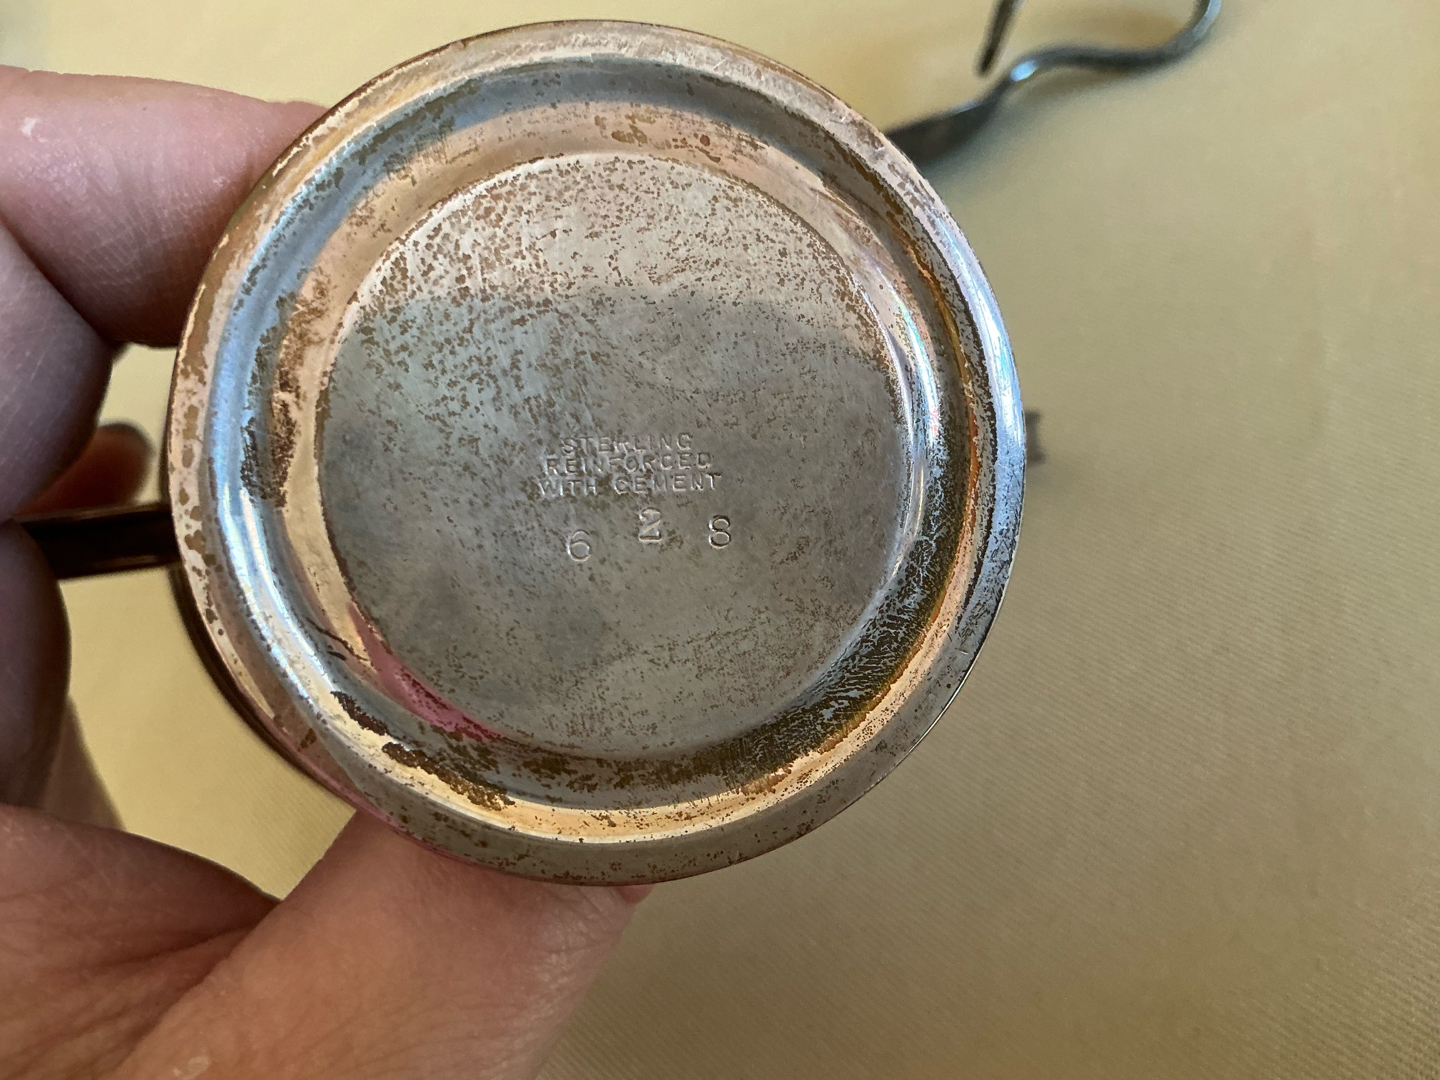 STERLING
REINFORCED
WITH CEMENT
6 2 8